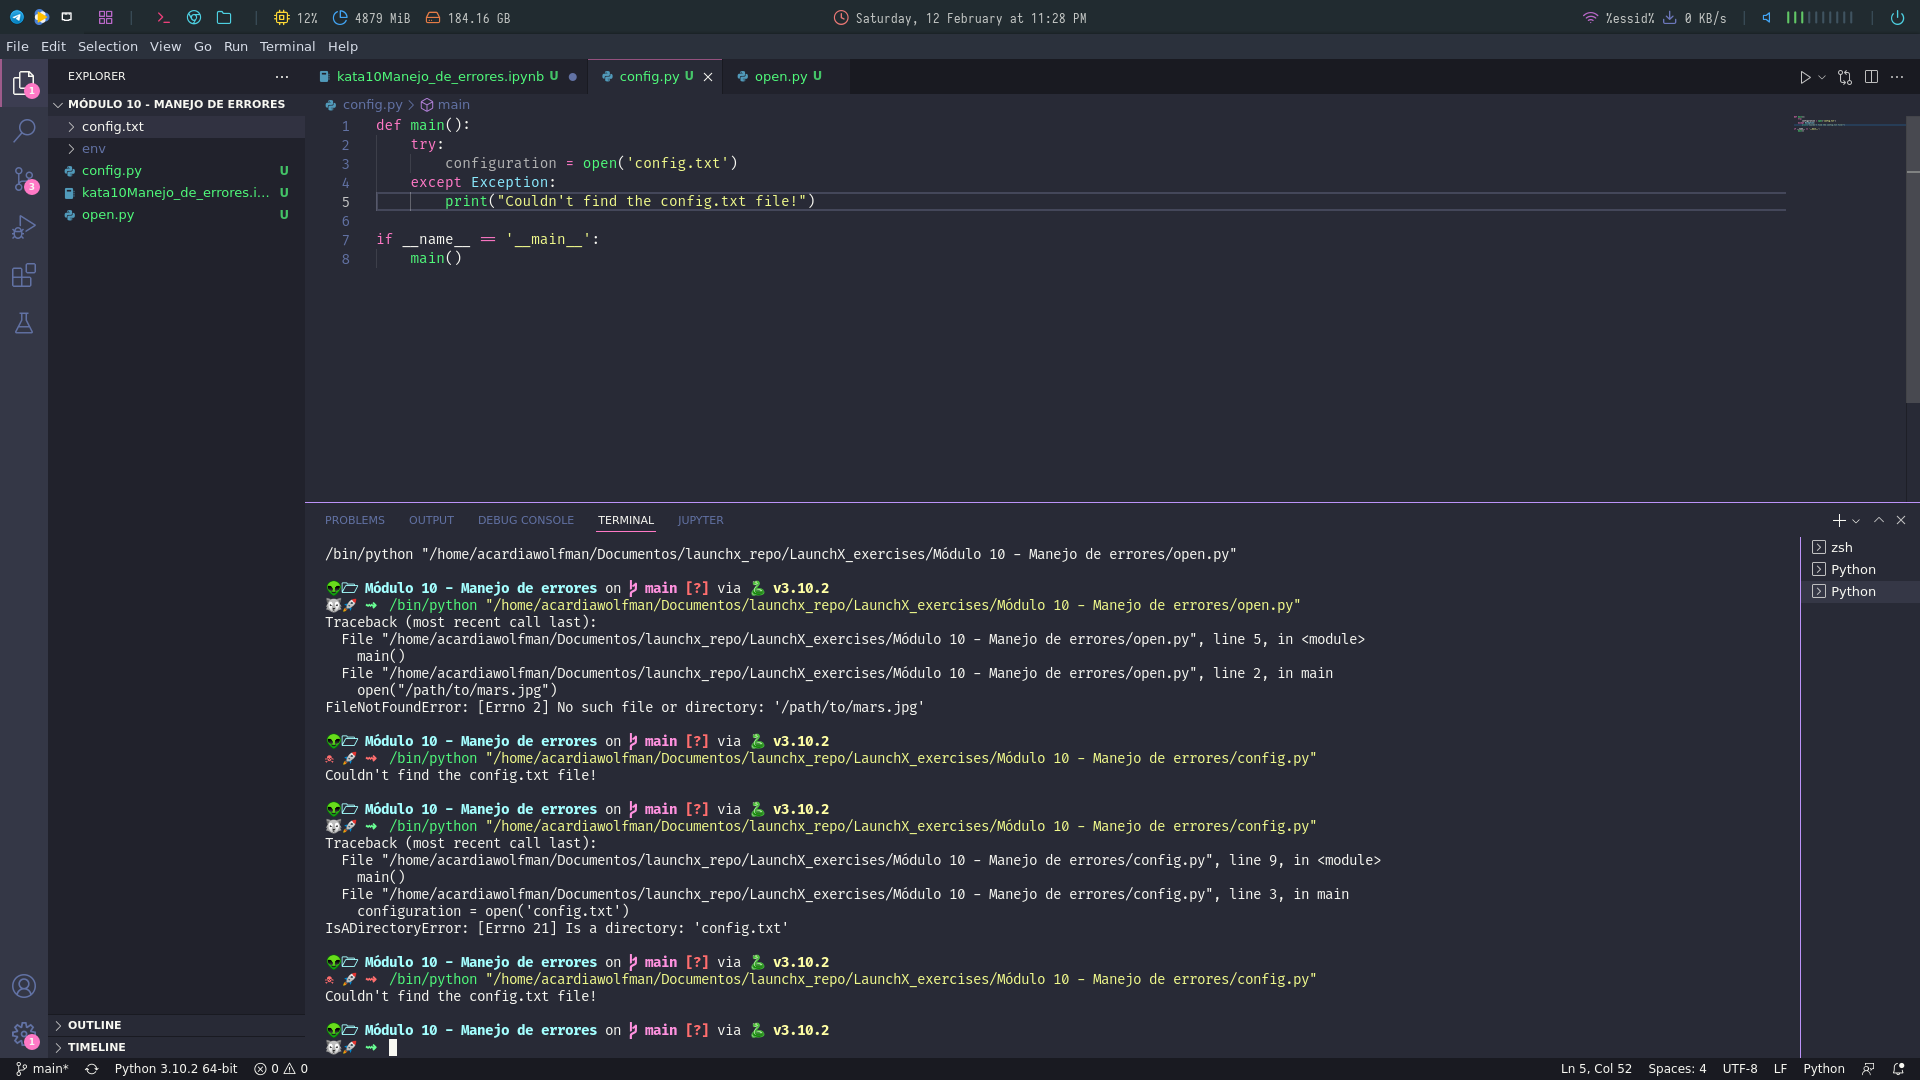 12% 4879 MiB 184.16 GB Saturday, 12 February at 11:28 PM %essid% 0 KB/s
File Edit Selection View Go Run Terminal Help
EXPLORER
MÓDULO 10 - MANEJO DE ERRORES
config.txt
env
config.py U
kata10Manejo_de_errores.i... U
open.py U
OUTLINE
TIMELINE
1
3
1
kata10Manejo_de_errores.ipynb U config.py U open.py U
config.py main
1 def main():
2 try:
3 configuration = open('config.txt')
4 except Exception:
5 print("Couldn't find the config.txt file!")
6
7 if __name__ == '__main__':
8 main()
PROBLEMS OUTPUT DEBUG CONSOLE TERMINAL JUPYTER
/bin/python "/home/acardiawolfman/Documentos/launchx_repo/LaunchX_exercises/Módulo 10 - Manejo de errores/open.py"
Módulo 10 - Manejo de errores on main [?] via v3.10.2
/bin/python "/home/acardiawolfman/Documentos/launchx_repo/LaunchX_exercises/Módulo 10 - Manejo de errores/open.py"
Traceback (most recent call last):
File "/home/acardiawolfman/Documentos/launchx_repo/LaunchX_exercises/Módulo 10 - Manejo de errores/open.py", line 5, in <module>
main()
File "/home/acardiawolfman/Documentos/launchx_repo/LaunchX_exercises/Módulo 10 - Manejo de errores/open.py", line 2, in main
open("/path/to/mars.jpg")
FileNotFoundError: [Errno 2] No such file or directory: '/path/to/mars.jpg'
Módulo 10 - Manejo de errores on main [?] via v3.10.2
/bin/python "/home/acardiawolfman/Documentos/launchx_repo/LaunchX_exercises/Módulo 10 - Manejo de errores/config.py"
Couldn't find the config.txt file!
Módulo 10 - Manejo de errores on main [?] via v3.10.2
/bin/python "/home/acardiawolfman/Documentos/launchx_repo/LaunchX_exercises/Módulo 10 - Manejo de errores/config.py"
Traceback (most recent call last):
File "/home/acardiawolfman/Documentos/launchx_repo/LaunchX_exercises/Módulo 10 - Manejo de errores/config.py", line 9, in <module>
main()
File "/home/acardiawolfman/Documentos/launchx_repo/LaunchX_exercises/Módulo 10 - Manejo de errores/config.py", line 3, in main
configuration = open('config.txt')
IsADirectoryError: [Errno 21] Is a directory: 'config.txt'
Módulo 10 - Manejo de errores on main [?] via v3.10.2
/bin/python "/home/acardiawolfman/Documentos/launchx_repo/LaunchX_exercises/Módulo 10 - Manejo de errores/config.py"
Couldn't find the config.txt file!
Módulo 10 - Manejo de errores on main [?] via v3.10.2
zsh
Python
Python
main* Python 3.10.2 64-bit 0 0 Ln 5, Col 52 Spaces: 4 UTF-8 LF Python